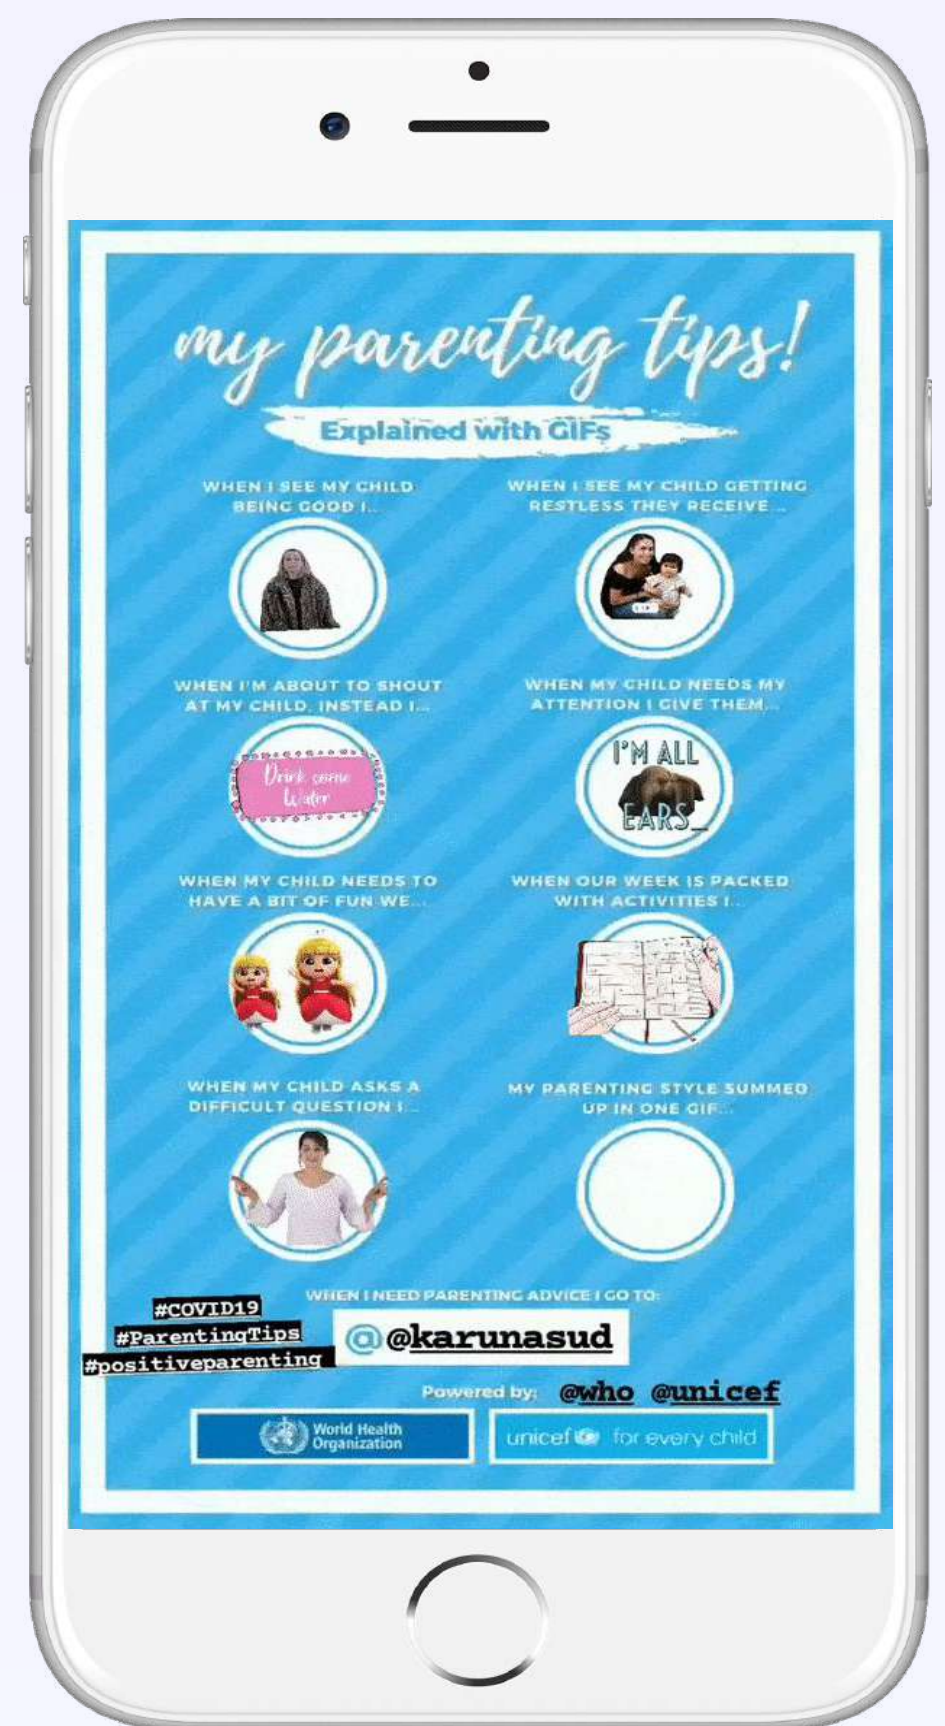 my parenting tips!
Explained with GIFs
WHEN I SEE MY CHILD
BEING GOOD I...
WHEN I SEE MY CHILD GETTING
RESTLESS THEY RECEIVE...
WHEN I'M ABOUT TO SHOUT
AT MY CHILD, INSTEAD I...
Drink some
Water
WHEN MY CHILD NEEDS MY
ATTENTION I GIVE THEM...
I'M ALL
EARS_
WHEN MY CHILD NEEDS TO
HAVE A BIT OF FUN WE...
WHEN OUR WEEK IS PACKED
WITH ACTIVITIES I...
WHEN MY CHILD ASKS A
DIFFICULT QUESTION I...
MY PARENTING STYLE SUMMED
UP IN ONE GIF...
WHEN I NEED PARENTING ADVICE I GO TO:
@ @karunasud
#COVID19
#ParentingTips
#positiveparenting
Powered by: @who @unicef
World Health
Organization
unicef for every child